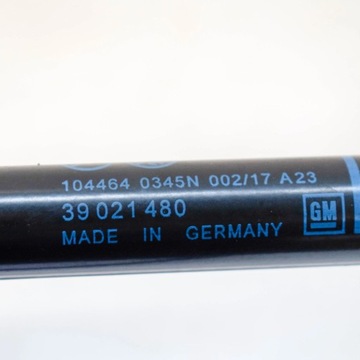 104464 0345N 002/17 A23
39 021 480
MADE IN GERMANY
GM